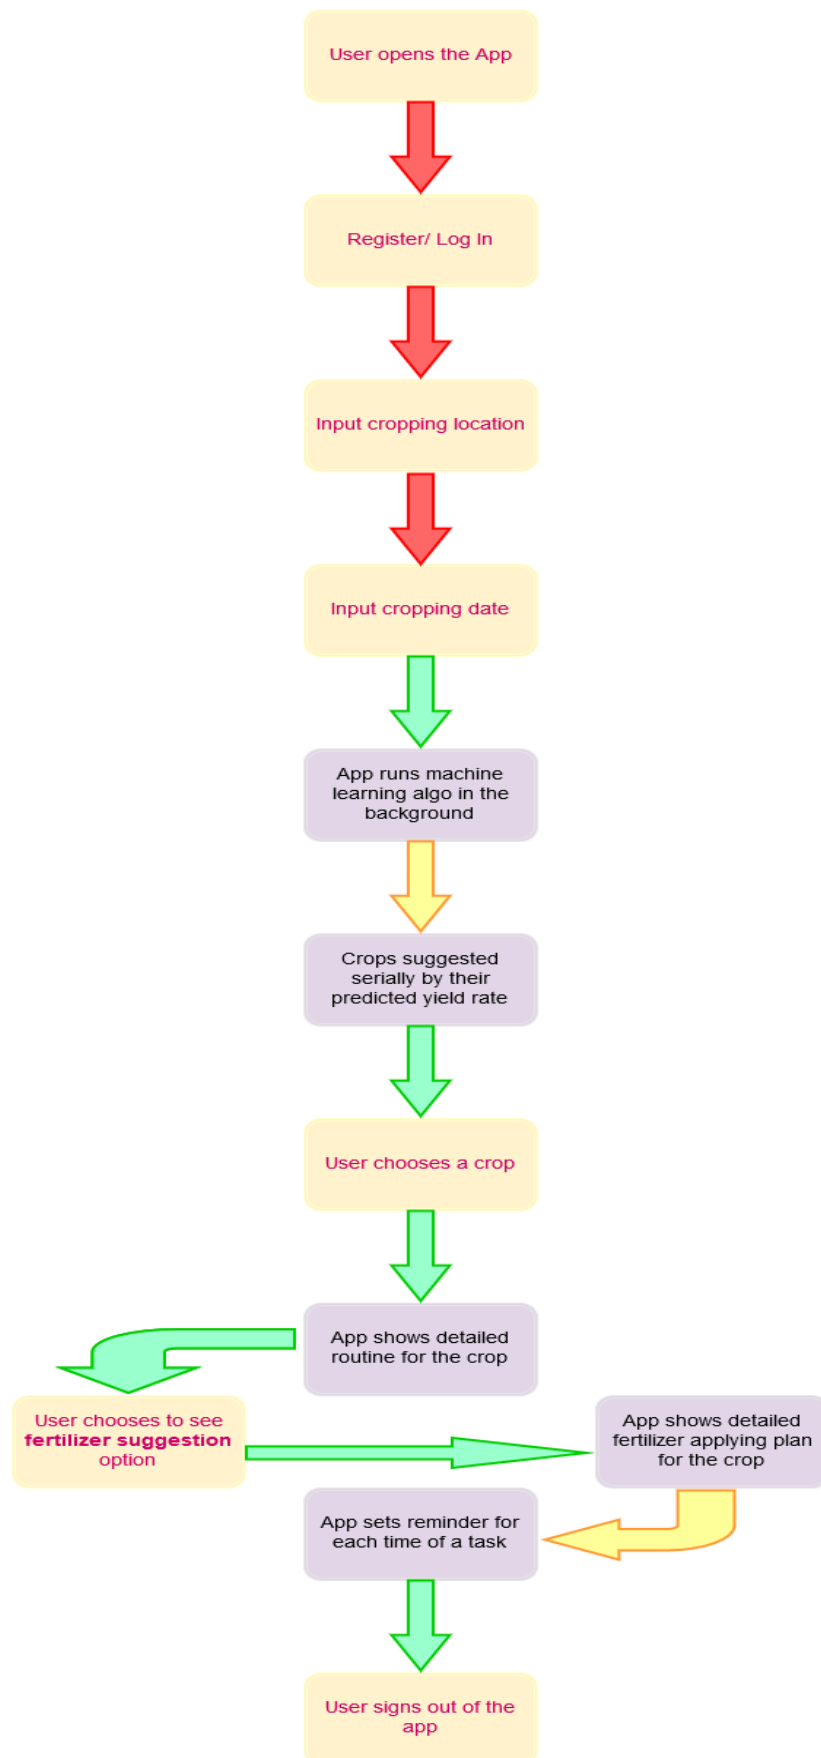 User opens the App
Register/ Log In
Input cropping location
Input cropping date
App runs machine
learning algo in the
background
Crops suggested
serially by their
predicted yield rate
User chooses a crop
App shows detailed
routine for the crop
User chooses to see
fertilizer suggestion
option
App shows detailed
fertilizer applying plan
for the crop
App sets reminder for
each time of a task
User signs out of the
app